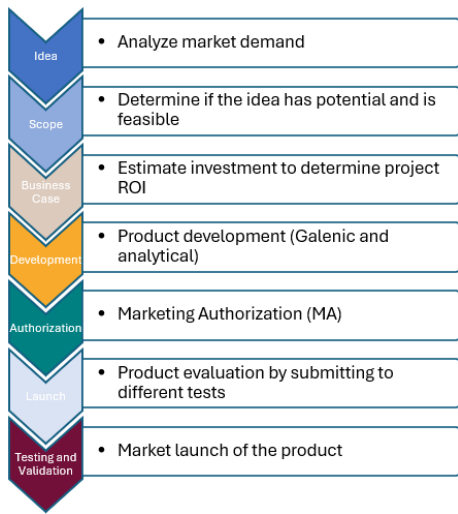 Idea
• Analyze market demand
Scope
• Determine if the idea has potential and is
feasible
Business
Case
• Estimate investment to determine project
ROI
Development
• Product development (Galenic and
analytical)
Authorization
• Marketing Authorization (MA)
Launch
• Product evaluation by submitting to
different tests
Testing and
Validation
• Market launch of the product